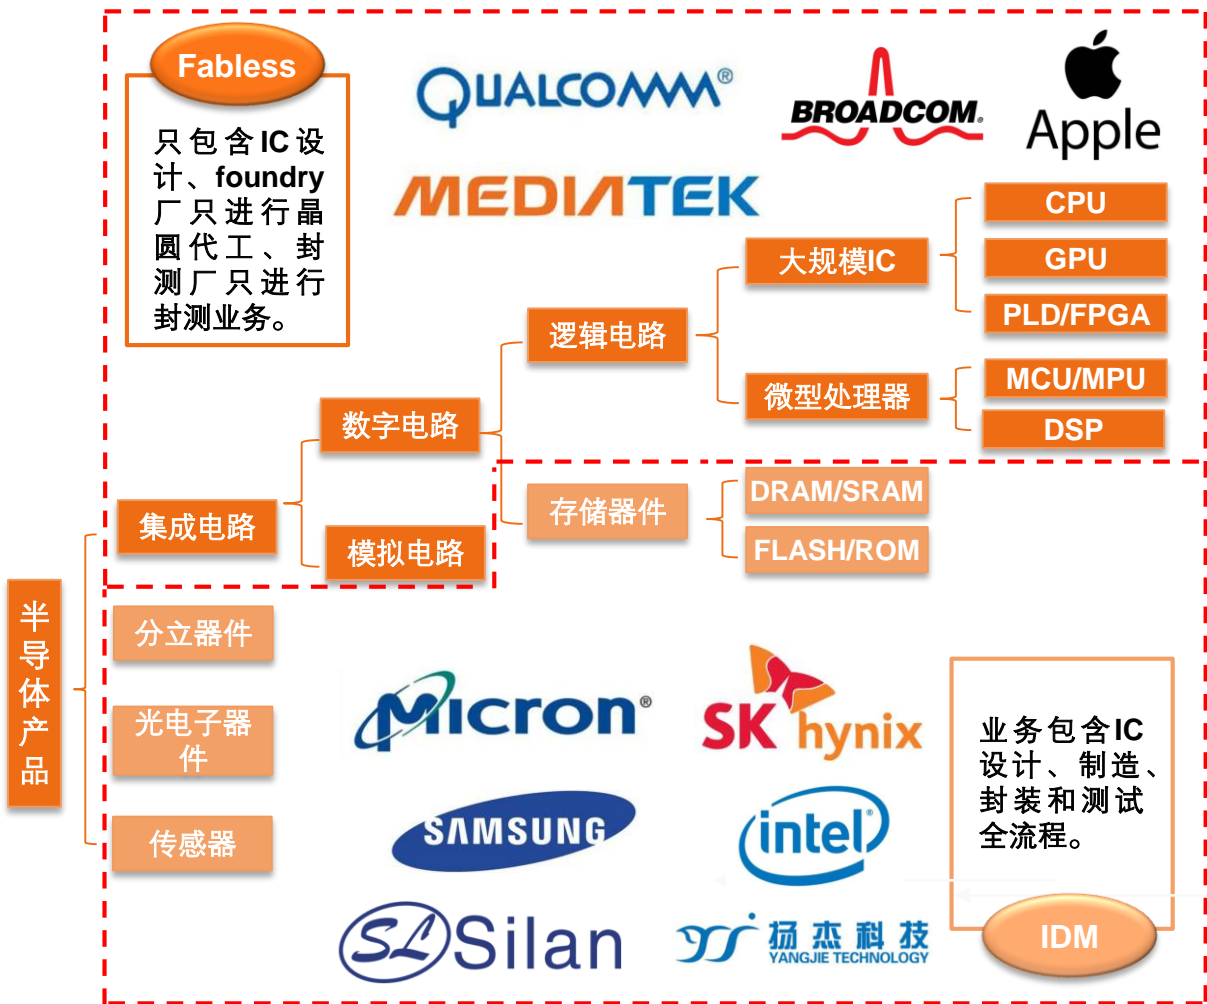 Fabless
只包含IC设
计、foundry
厂只进行晶
圆代工、封
测厂只进行
封测业务。
QUALCOMM®
BROADCOM.
Apple
MEDIATEK
CPU
大规模IC
GPU
PLD/FPGA
逻辑电路
MCU/MPU
微型处理器
DSP
数字电路
集成电路
模拟电路
存储器件
DRAM/SRAM
FLASH/ROM
半导体产品
分立器件
光电子器
件
传感器
Micron®
SK hynix
SAMSUNG
intel®
SL Silan
扬杰科技
YANGJIE TECHNOLOGY
业务包含IC
设计、制造、
封装和测试
全流程。
IDM